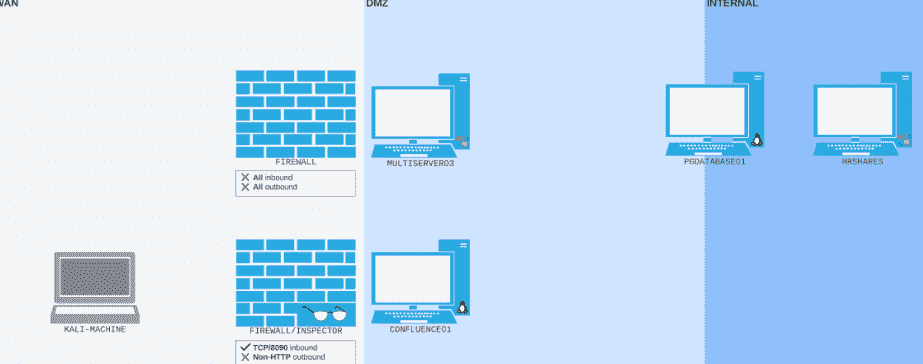 WAN
DMZ
INTERNAL
FIREWALL
All inbound
All outbound
MULTISERVER03
PGDATABASE01
HRSHARES
KALI-MACHINE
FIREWALL/INSPECTOR
TCP/8090 inbound
Non-HTTP outbound
CONFLUENCE01